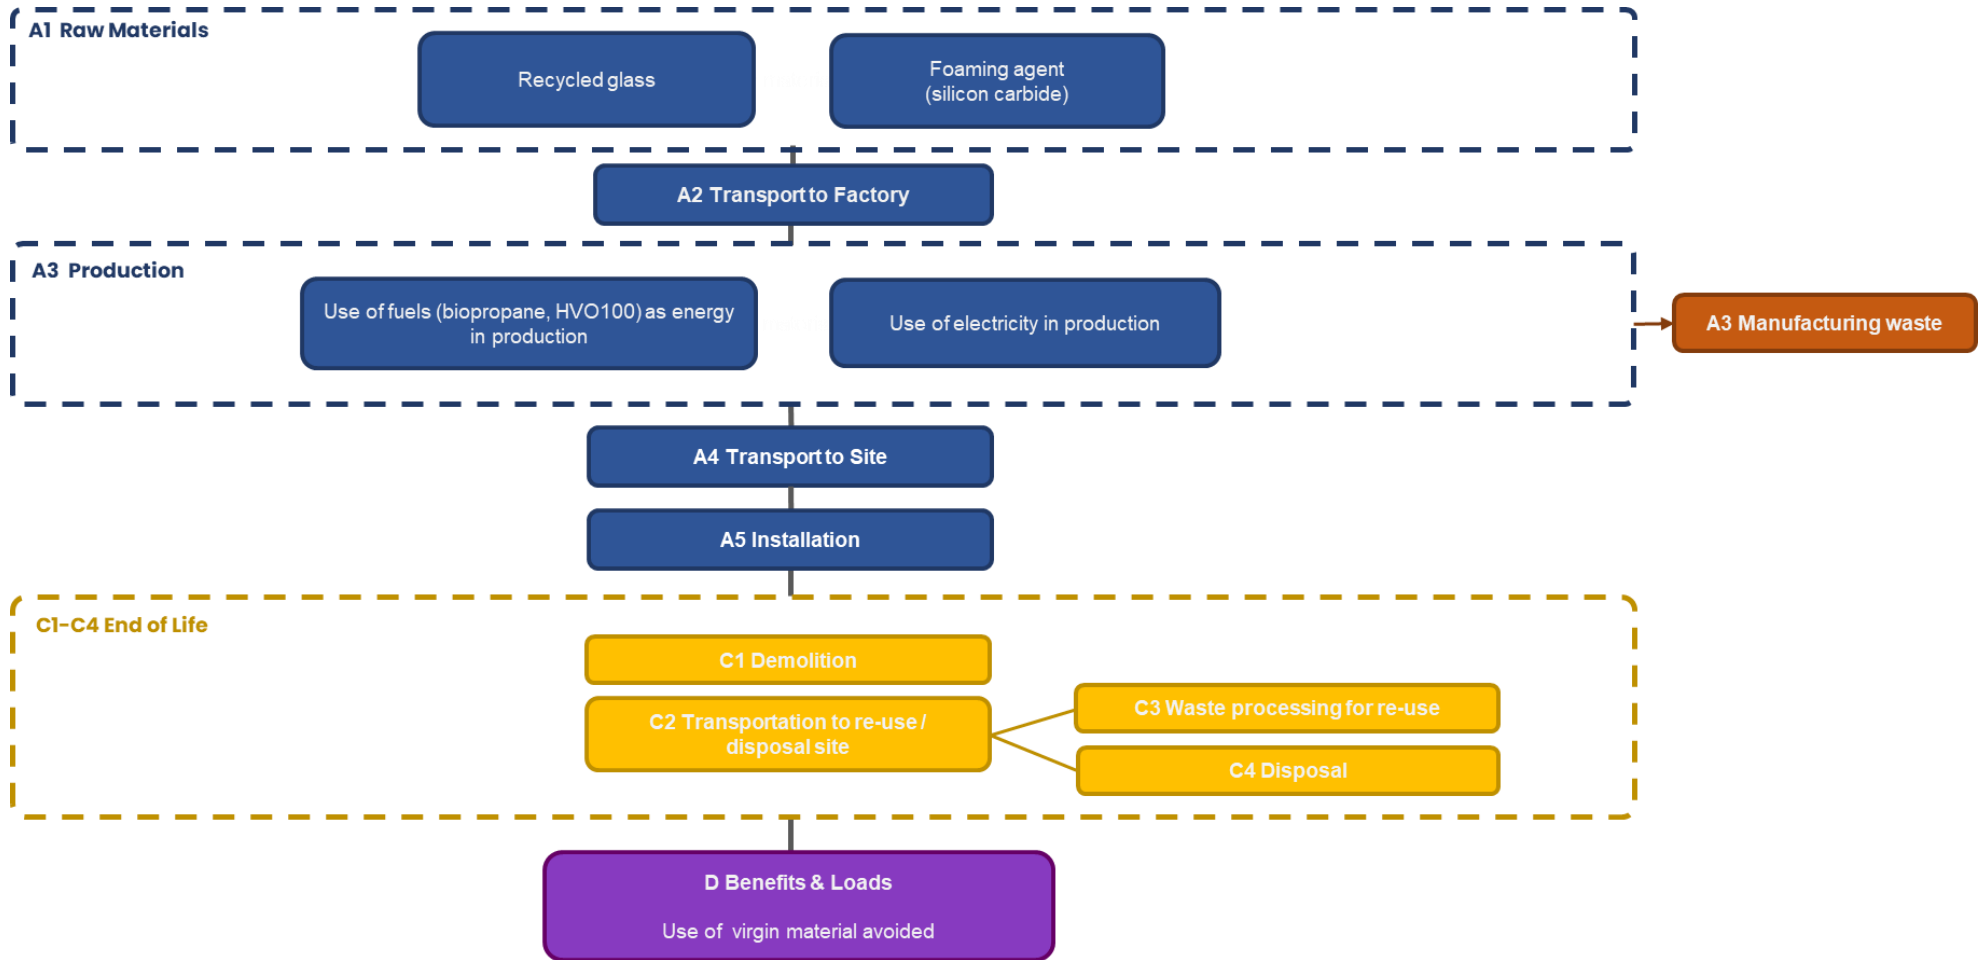 A1 Raw Materials
Recycled glass
Foaming agent
(silicon carbide)
A2 Transport to Factory
A3 Production
Use of fuels (biopropane, HVO100) as energy
in production
Use of electricity in production
A3 Manufacturing waste
A4 Transport to Site
A5 Installation
C1-C4 End of Life
C1 Demolition
C2 Transportation to re-use /
disposal site
C3 Waste processing for re-use
C4 Disposal
D Benefits & Loads
Use of virgin material avoided